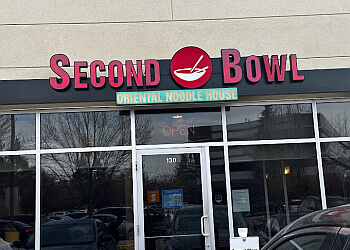 SECOND BOWL
ORIENTAL NOODLE HOUSE
OPEN
130